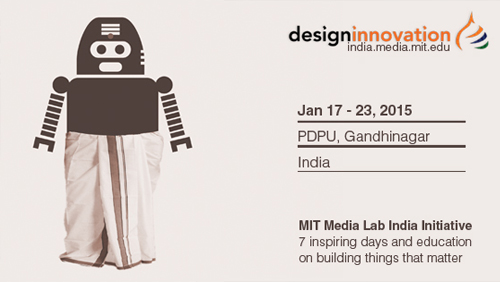 designinnovation
india.media.mit.edu
Jan 17 - 23, 2015
PDPU, Gandhinagar
India
MIT Media Lab India Initiative
7 inspiring days and education
on building things that matter